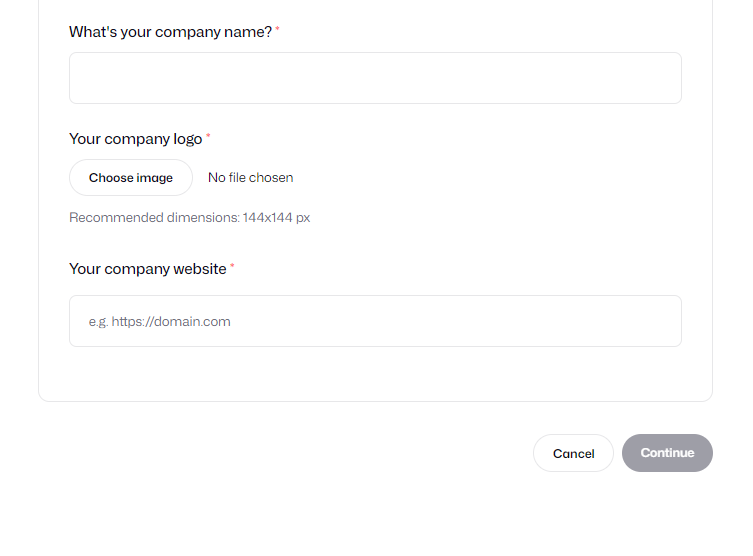 What's your company name? *
Your company logo *
Choose image No file chosen
Recommended dimensions: 144x144 px
Your company website *
e.g. https://domain.com
Cancel Continue